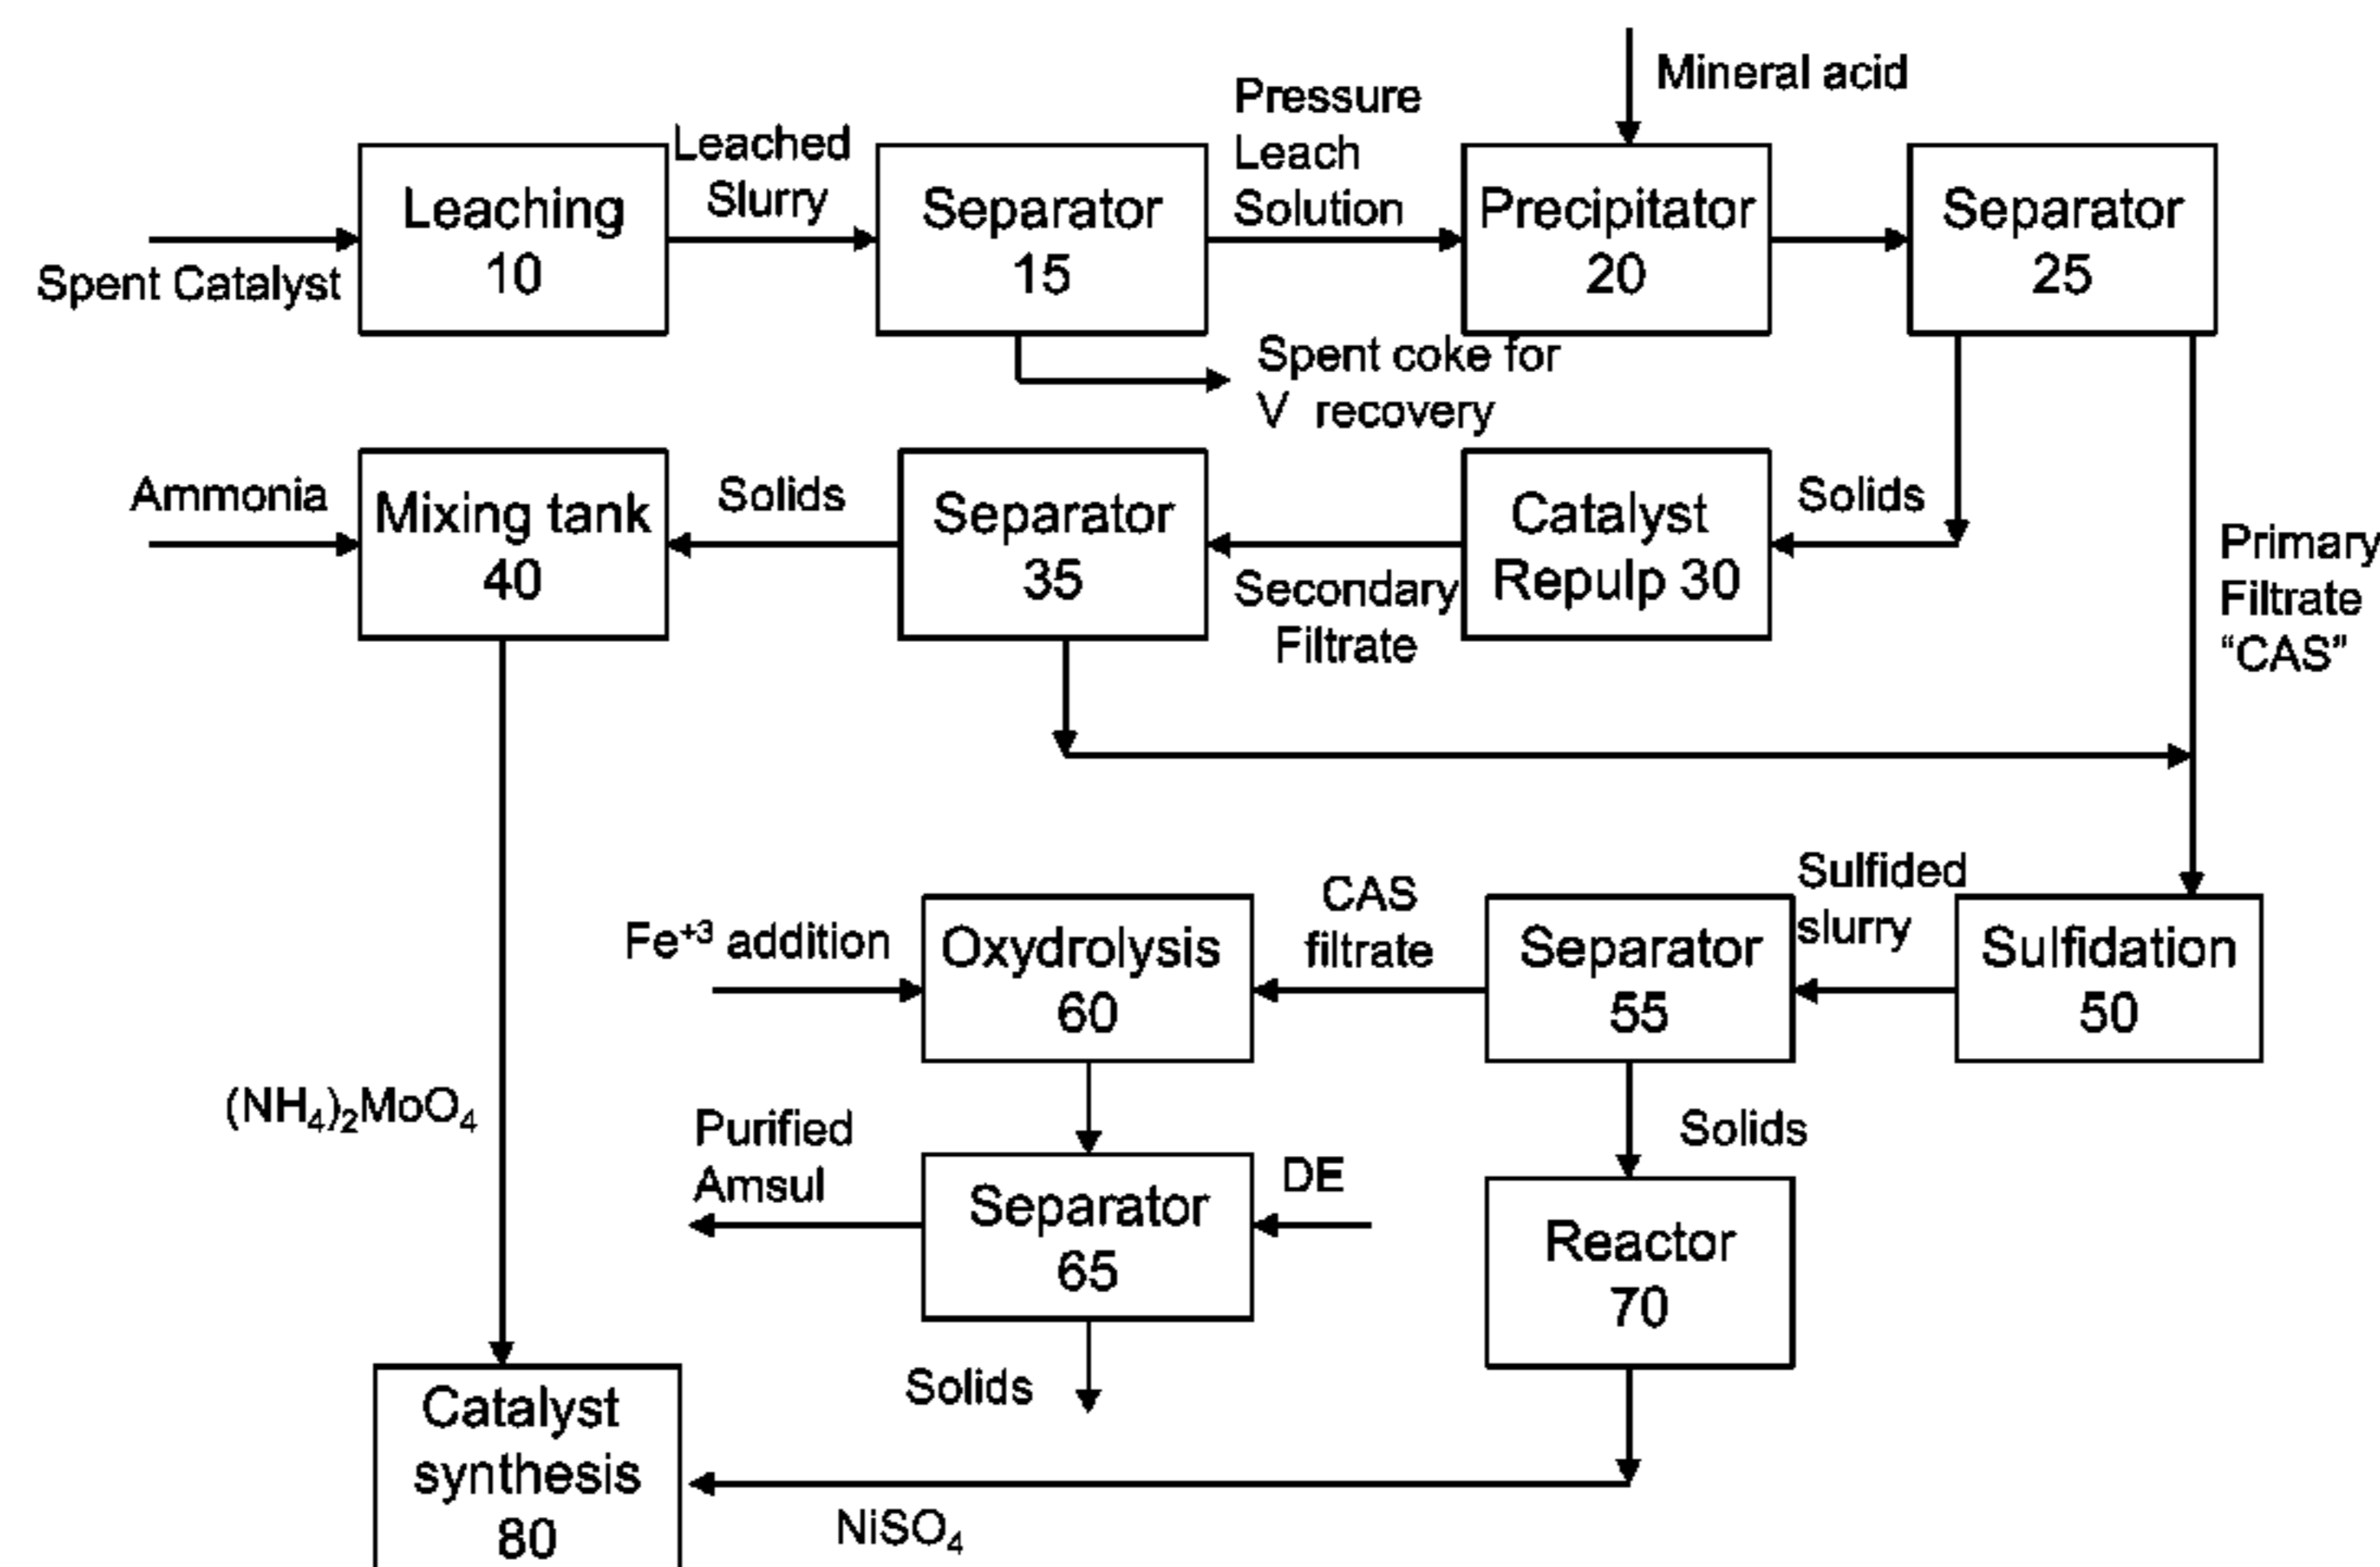 Mineral acid
Pressure
Leach
Solution
Leached
Slurry
Spent Catalyst
Leaching
10
Separator
15
Precipitator
20
Separator
25
Spent coke for
V recovery
Ammonia
Mixing tank
40
Solids
Separator
35
Secondary
Filtrate
Catalyst
Repulp 30
Solids
Primary
Filtrate
“CAS”
Fe⁺³ addition
Oxydrolysis
60
CAS
filtrate
Separator
55
Sulfided
slurry
Sulfidation
50
(NH₄)₂MoO₄
Purified
Amsul
Separator
65
DE
Solids
Reactor
70
Solids
Catalyst
synthesis
80
NiSO₄